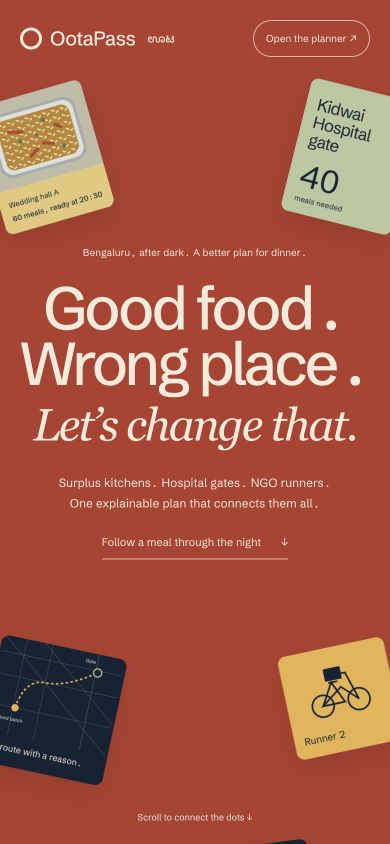 OotaPass ಊಟ
Open the planner ↗
Wedding hall A
60 meals, ready at 20:30
Kidwai
Hospital
gate
40
meals needed
Bengaluru, after dark. A better plan for dinner.
Good food.
Wrong place.
Let’s change that.
Surplus kitchens. Hospital gates. NGO runners.
One explainable plan that connects them all.
Follow a meal through the night ↓
Gate
batch
route with a reason.
Runner 2
Scroll to connect the dots ↓